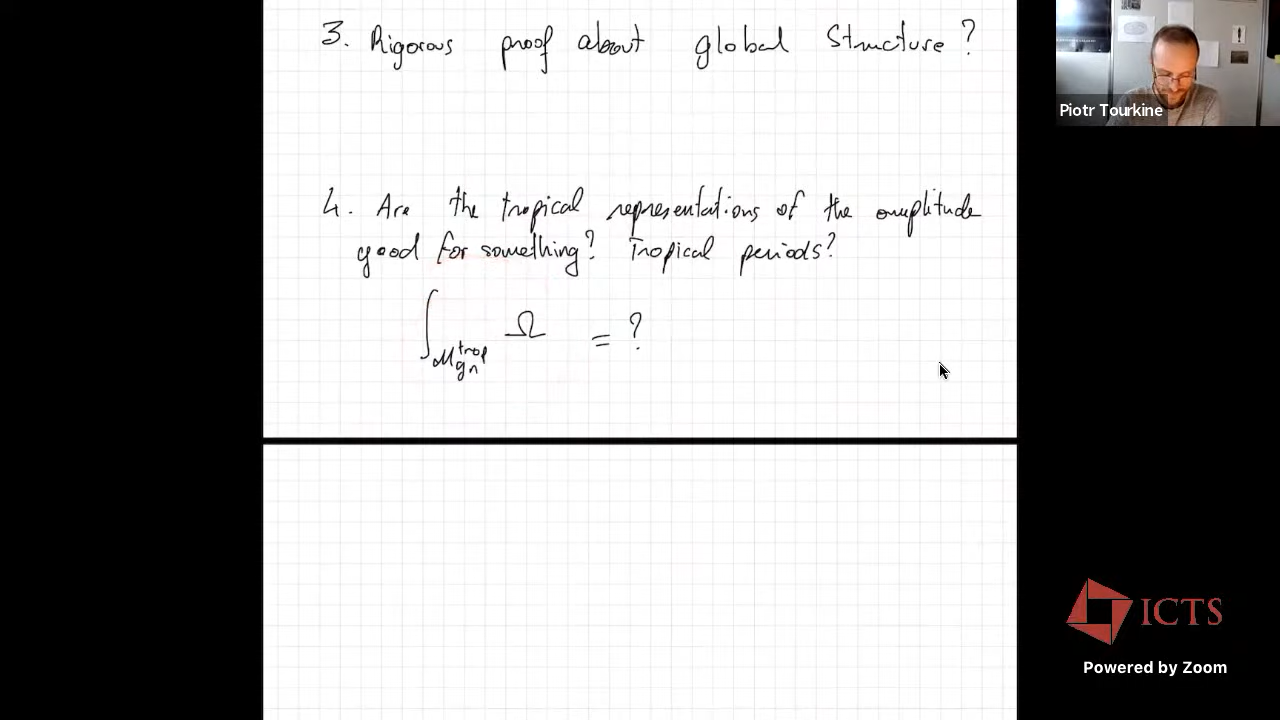 3. Rigorous proof about global structure?
Piotr Tourkine
4. Are the tropical representations of the amplitude
good for something? Tropical periods?
∫_{M_{g,n}^{trop}} Ω = ?
ICTS
Powered by Zoom